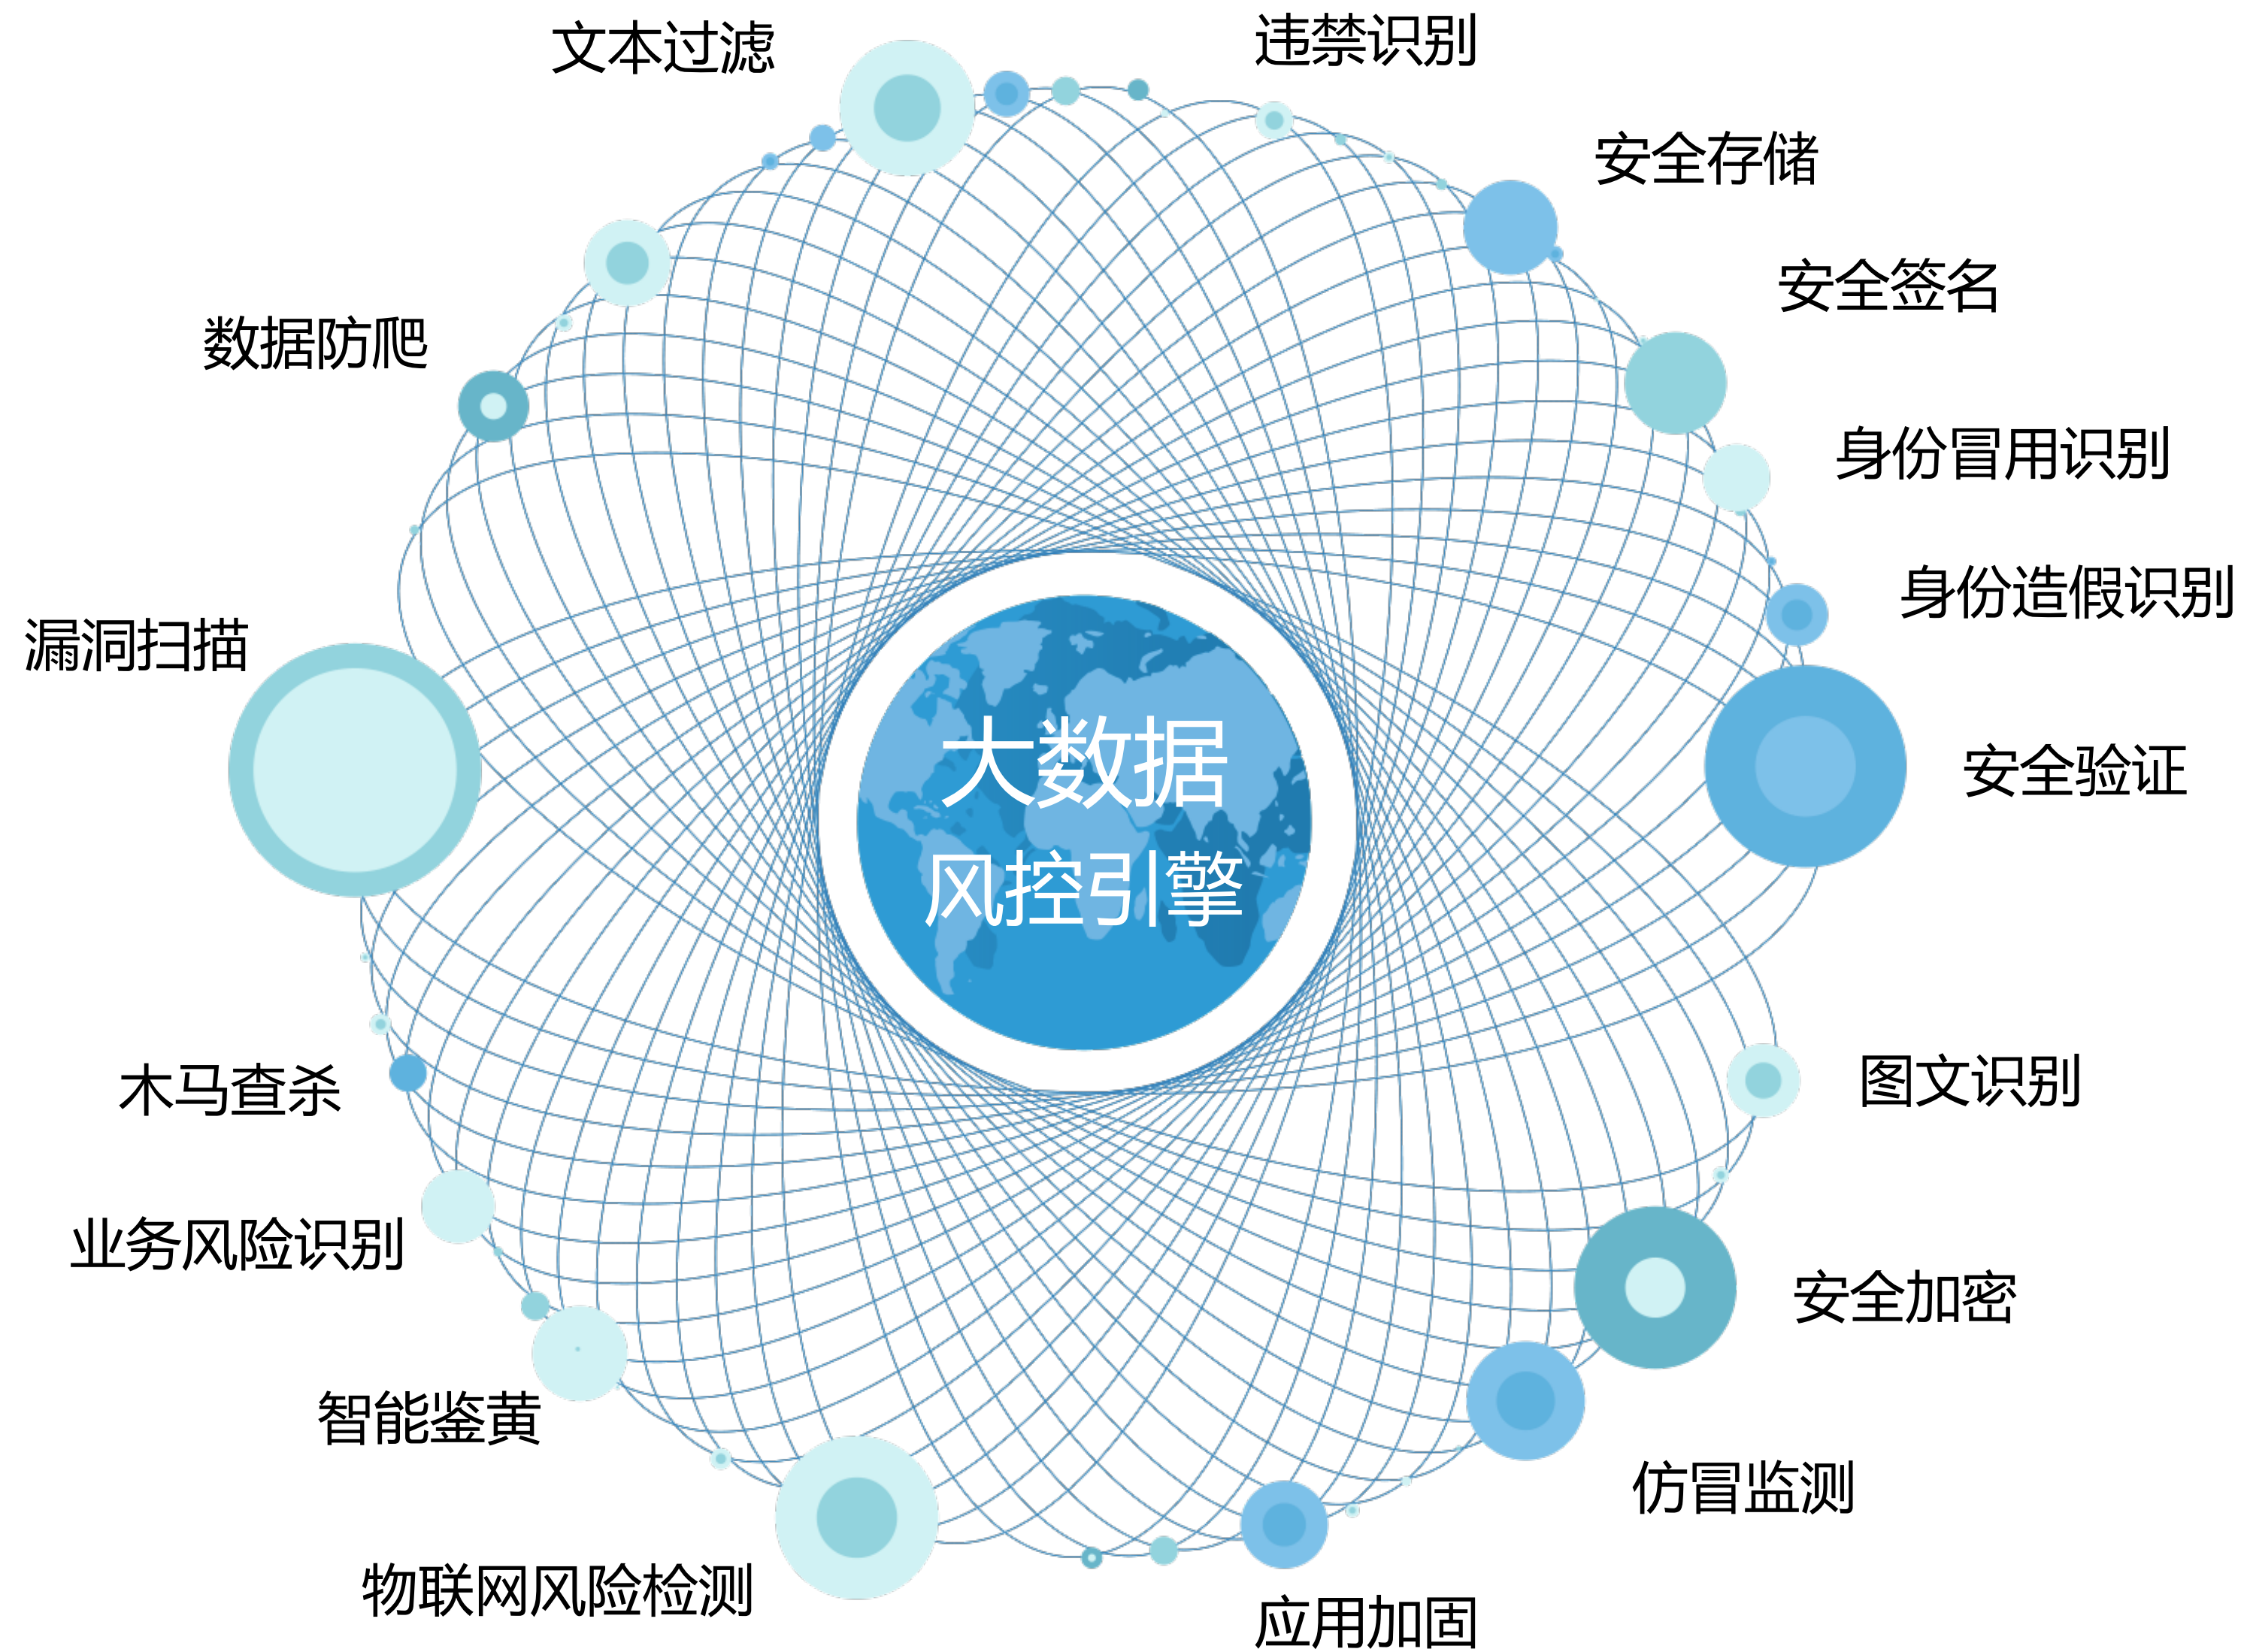 文本过滤
违禁识别
安全存储
安全签名
数据防爬
身份冒用识别
身份造假识别
漏洞扫描
大数据
风控引擎
安全验证
木马查杀
图文识别
业务风险识别
安全加密
智能鉴黄
仿冒监测
物联网风险检测
应用加固